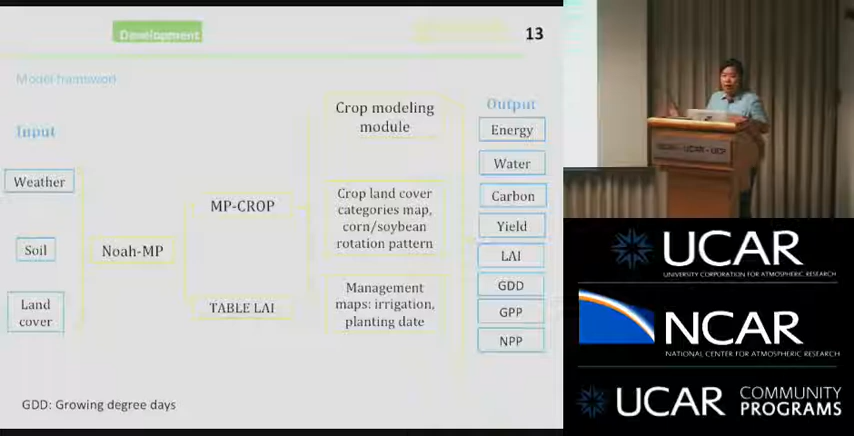 Development
13
Model framework
Input
Weather
Soil
Land
cover
Noah-MP
MP-CROP
TABLE LAI
Crop modeling
module
Crop land cover
categories map,
corn/soybean
rotation pattern
Management
maps: irrigation,
planting date
Output
Energy
Water
Carbon
Yield
LAI
GDD
GPP
NPP
GDD: Growing degree days
UCAR
UNIVERSITY CORPORATION FOR ATMOSPHERIC RESEARCH
NCAR
NATIONAL CENTER FOR ATMOSPHERIC RESEARCH
UCAR COMMUNITY
PROGRAMS